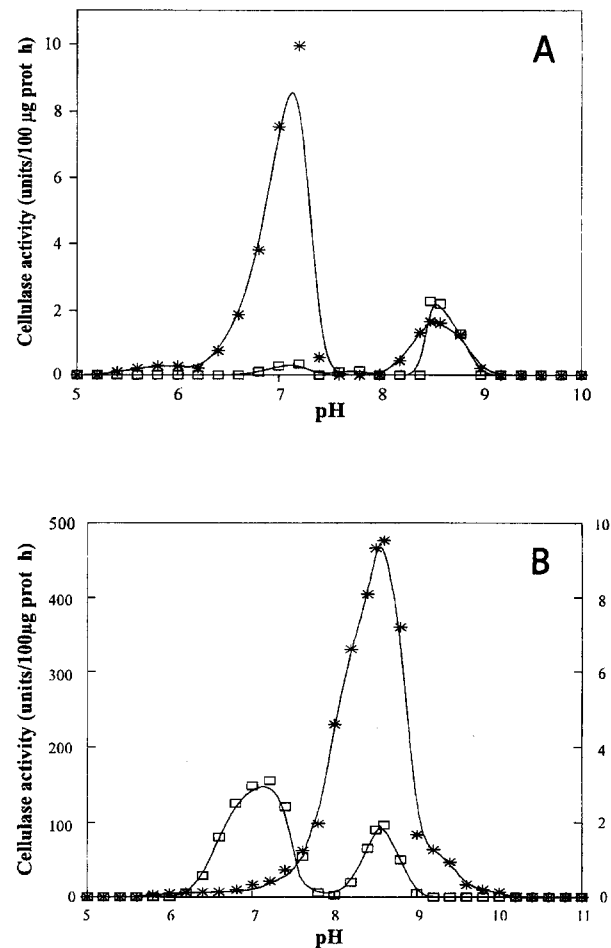 A
Cellulase activity (units/100 µg prot h)
10
8
6
4
2
0
5 6 7 8 9 10
pH
B
Cellulase activity (units/100µg prot h)
500
400
300
200
100
0
10
8
6
4
2
0
5 6 7 8 9 10 11
pH